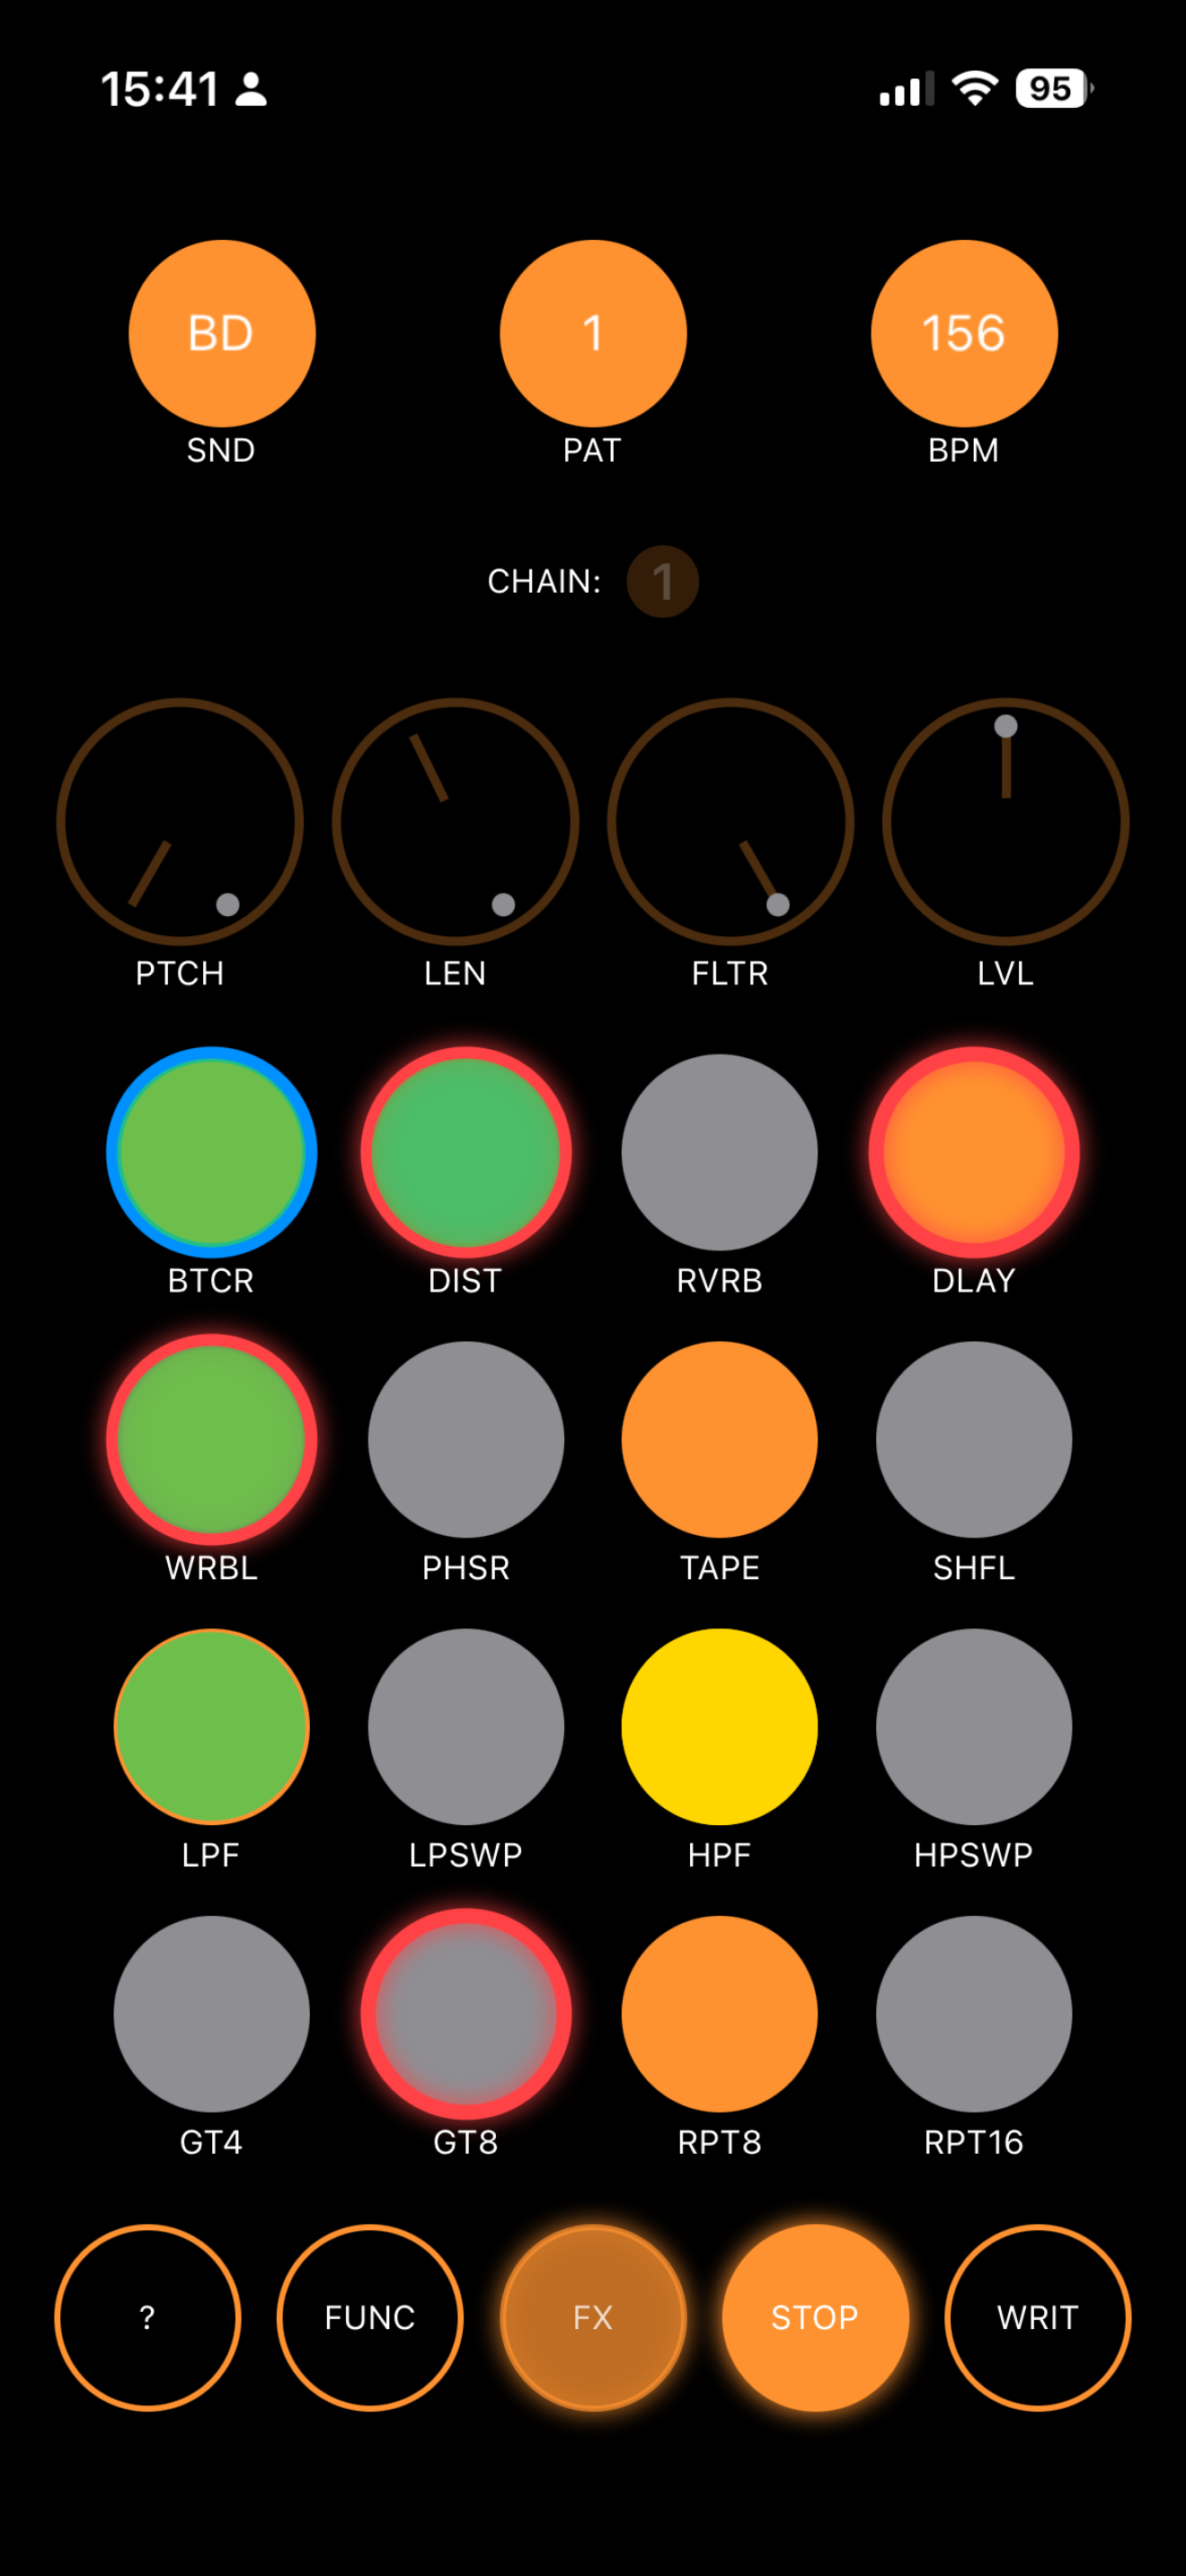 15:41 95
BD 1 156
SND PAT BPM
CHAIN: 1
PTCH LEN FLTR LVL
BTCR DIST RVRB DLAY
WRBL PHSR TAPE SHFL
LPF LPSWP HPF HPSWP
GT4 GT8 RPT8 RPT16
? FUNC FX STOP WRIT